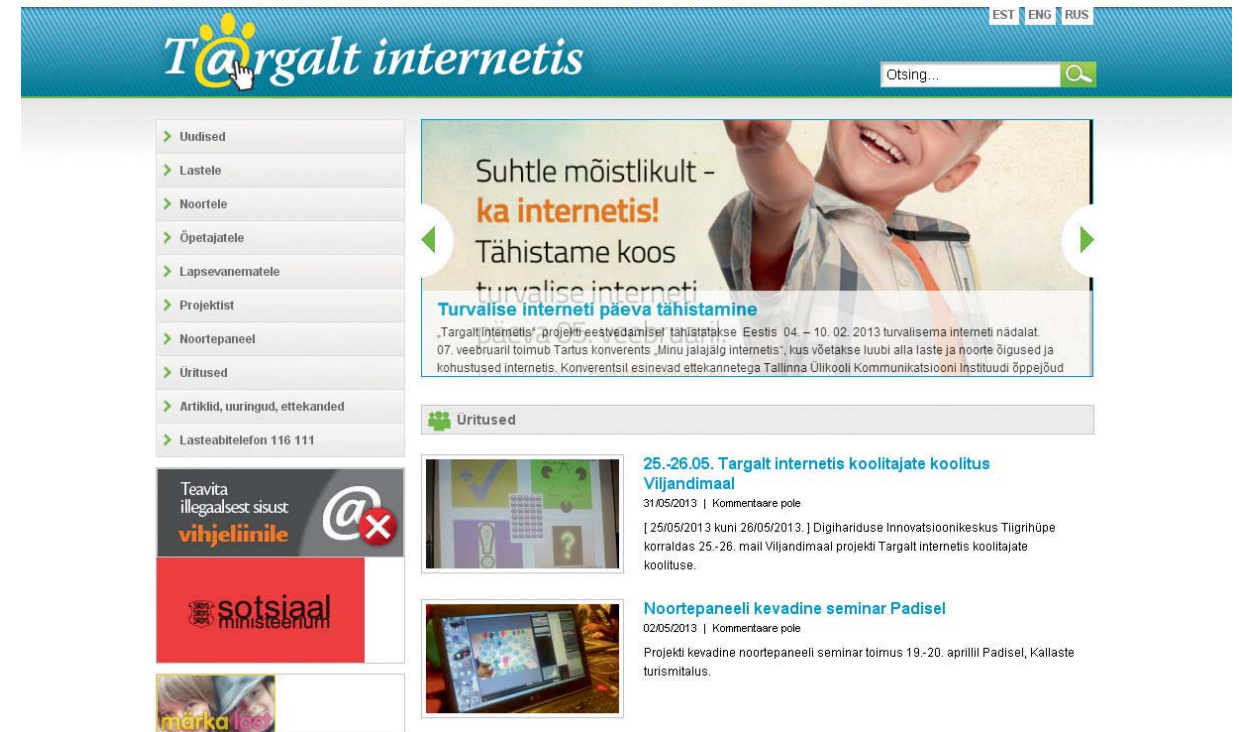 EST ENG RUS
T@rgalt internetis
Otsing...
Uudised
Lastele
Noortele
Õpetajatele
Lapsevanematele
Projektist
Noortepaneel
Üritused
Artiklid, uuringud, ettekanded
Lasteabitelefon 116 111
Teavita
illegaalsest sisust
vihjeliinile
sotsiaal
ministeerium
märka last
Suhtle mõistlikult -
ka internetis!
Tähistame koos
turvalise interneti
päeva 05. veebruaril.
Turvalise interneti päeva tähistamine
„Targalt internetis“ projekti eestvedamisel tähistatakse Eestis 04. – 10. 02. 2013 turvalisema interneti nädalat.
07. veebruaril toimub Tartus konverents „Minu jalajälg internetis“, kus võetakse luubi alla laste ja noorte õigused ja
kohustused internetis. Konverentsil esinevad ettekannetega Tallinna Ülikooli Kommunikatsiooni Instituudi õppejõud
Üritused
25.-26.05. Targalt internetis koolitajate koolitus
Viljandimaal
31/05/2013 | Kommentaare pole
[ 25/05/2013 kuni 26/05/2013. ] Digihariduse Innovatsioonikeskus Tiigrihüpe
korraldas 25.-26. mail Viljandimaal projekti Targalt internetis koolitajate
koolituse.
Noortepaneeli kevadine seminar Padisel
02/05/2013 | Kommentaare pole
Projekti kevadine noortepaneeli seminar toimus 19.-20. aprillil Padisel, Kallaste
turismitalus.